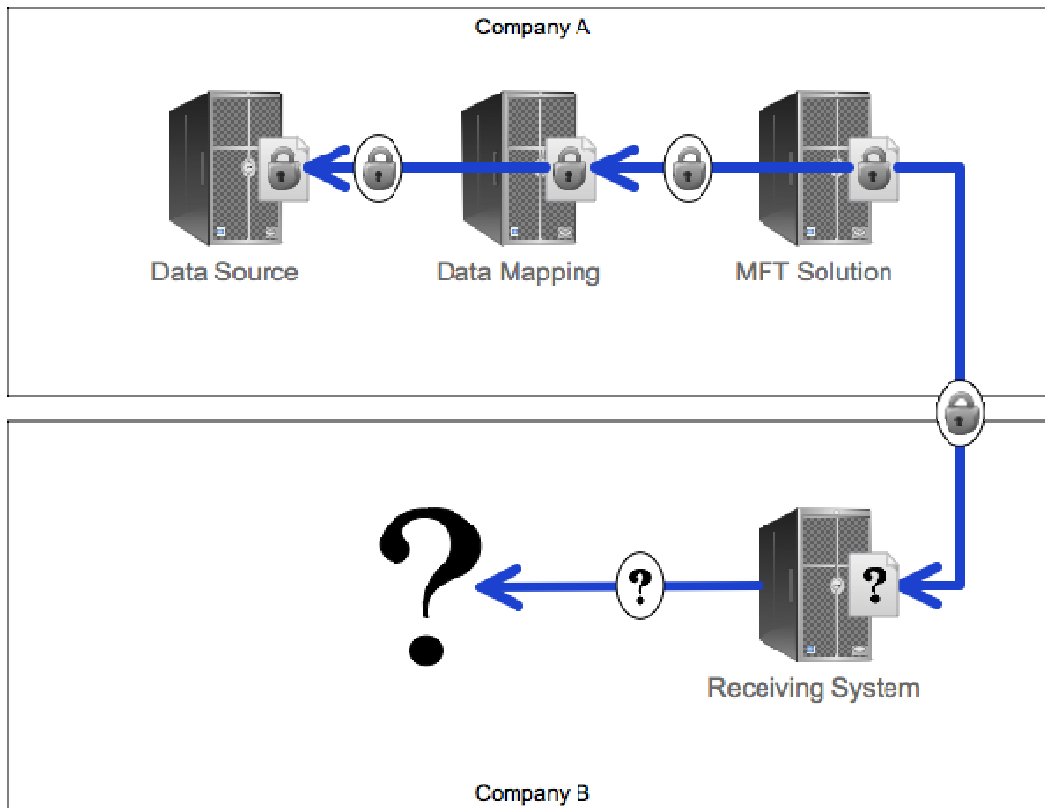 Company A
Data Source
Data Mapping
MFT Solution
?
?
?
Receiving System
Company B